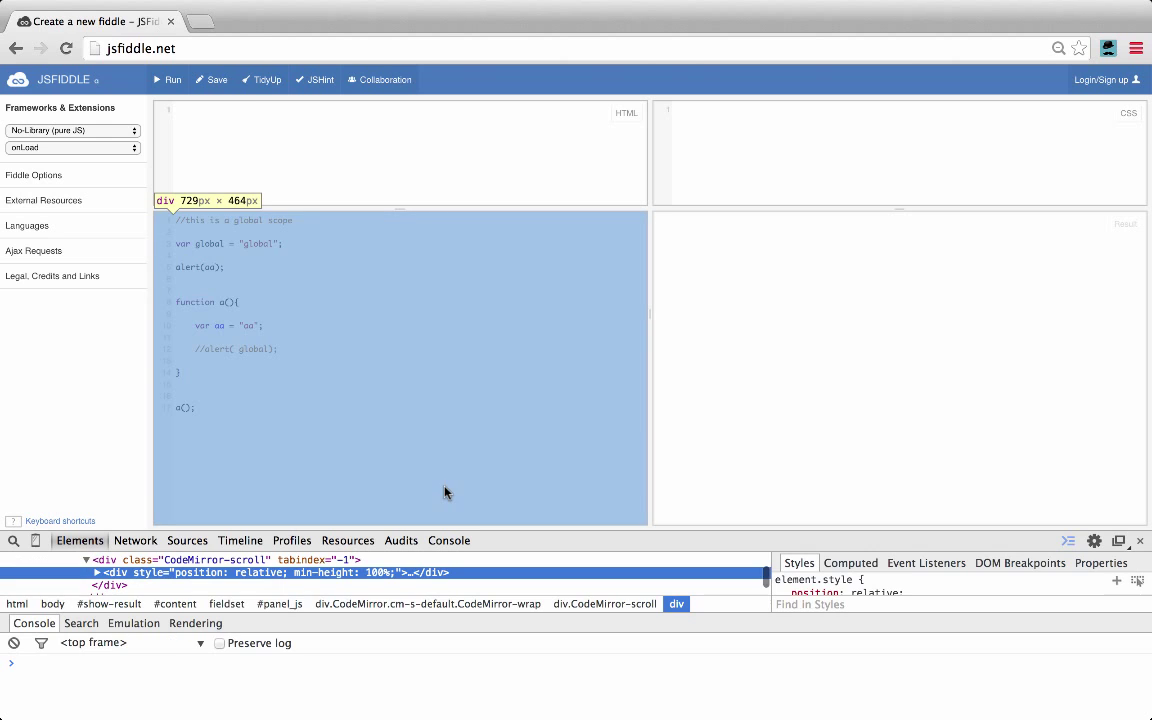 Create a new fiddle – JSFid
jsfiddle.net
JSFIDDLE α
Run Save TidyUp JSHint Collaboration Login/Sign up
Frameworks & Extensions
No-Library (pure JS)
onLoad
Fiddle Options
External Resources
Languages
Ajax Requests
Legal, Credits and Links
? Keyboard shortcuts
1 HTML
1 CSS
div 729px × 464px
//this is a global scope
var global = "global";
alert(aa);
function a(){
var aa = "aa";
//alert( global);
}
a();
Result
Elements Network Sources Timeline Profiles Resources Audits Console
<div class="CodeMirror-scroll" tabindex="-1">
<div style="position: relative; min-height: 100%;">…</div>
</div>
html body #show-result #content fieldset #panel_js div.CodeMirror.cm-s-default.CodeMirror-wrap div.CodeMirror-scroll div
Styles Computed Event Listeners DOM Breakpoints Properties
element.style {
position: relative;
Find in Styles
Console Search Emulation Rendering
<top frame> Preserve log